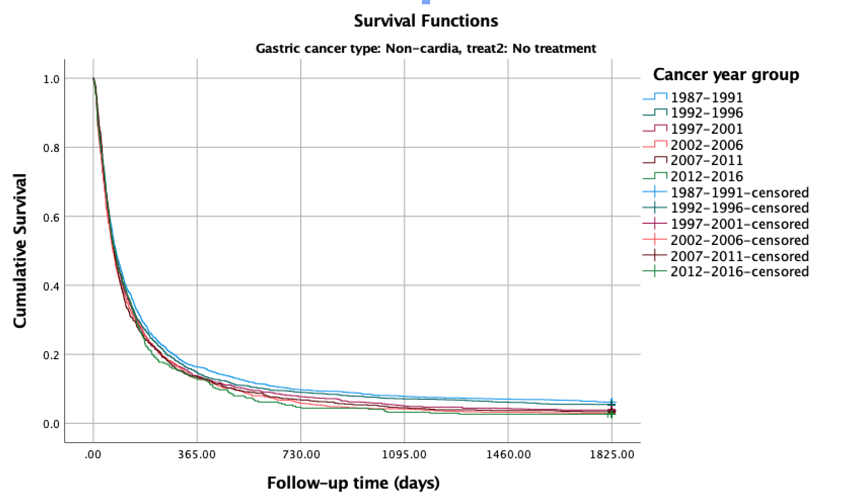 Survival Functions
Gastric cancer type: Non-cardia, treat2: No treatment
Cumulative Survival
1.0
0.8
0.6
0.4
0.2
0.0
.00 365.00 730.00 1095.00 1460.00 1825.00
Follow-up time (days)
Cancer year group
1987-1991
1992-1996
1997-2001
2002-2006
2007-2011
2012-2016
1987-1991-censored
1992-1996-censored
1997-2001-censored
2002-2006-censored
2007-2011-censored
2012-2016-censored